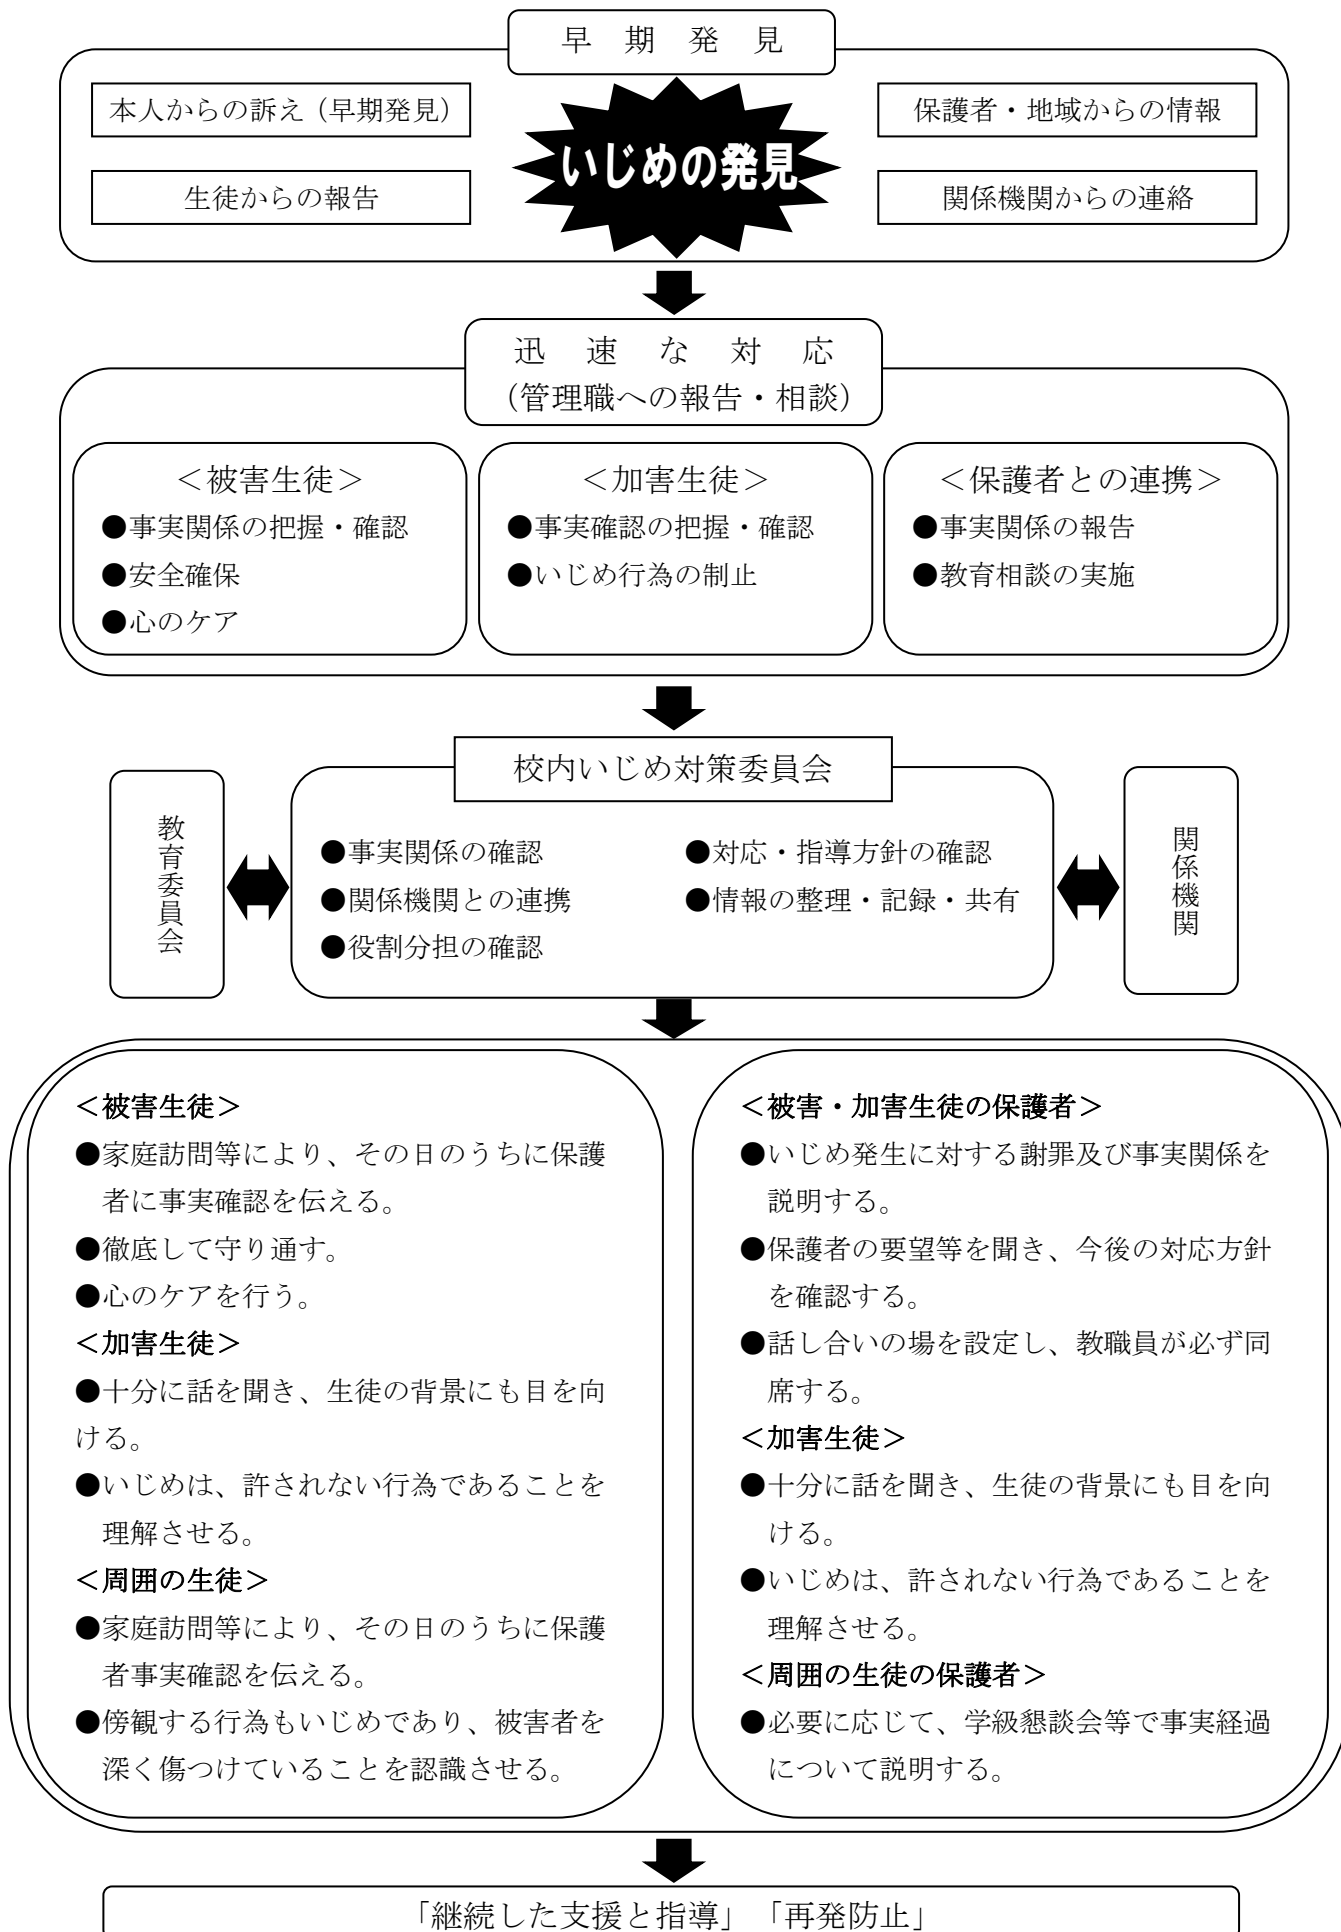 早　期　発　見
本人からの訴え（早期発見）
生徒からの報告
いじめの発見
保護者・地域からの情報
関係機関からの連絡
迅　速　な　対　応
（管理職への報告・相談）
＜被害生徒＞
●事実関係の把握・確認
●安全確保
●心のケア
＜加害生徒＞
●事実確認の把握・確認
●いじめ行為の制止
＜保護者との連携＞
●事実関係の報告
●教育相談の実施
校内いじめ対策委員会
教育委員会
●事実関係の確認
●関係機関との連携
●役割分担の確認
●対応・指導方針の確認
●情報の整理・記録・共有
関係機関
＜被害生徒＞
●家庭訪問等により、その日のうちに保護
者に事実確認を伝える。
●徹底して守り通す。
●心のケアを行う。
＜加害生徒＞
●十分に話を聞き、生徒の背景にも目を向
ける。
●いじめは、許されない行為であることを
理解させる。
＜周囲の生徒＞
●家庭訪問等により、その日のうちに保護
者事実確認を伝える。
●傍観する行為もいじめであり、被害者を
深く傷つけていることを認識させる。
＜被害・加害生徒の保護者＞
●いじめ発生に対する謝罪及び事実関係を
説明する。
●保護者の要望等を聞き、今後の対応方針
を確認する。
●話し合いの場を設定し、教職員が必ず同
席する。
＜加害生徒＞
●十分に話を聞き、生徒の背景にも目を向
ける。
●いじめは、許されない行為であることを
理解させる。
＜周囲の生徒の保護者＞
●必要に応じて、学級懇談会等で事実経過
について説明する。
「継続した支援と指導」「再発防止」